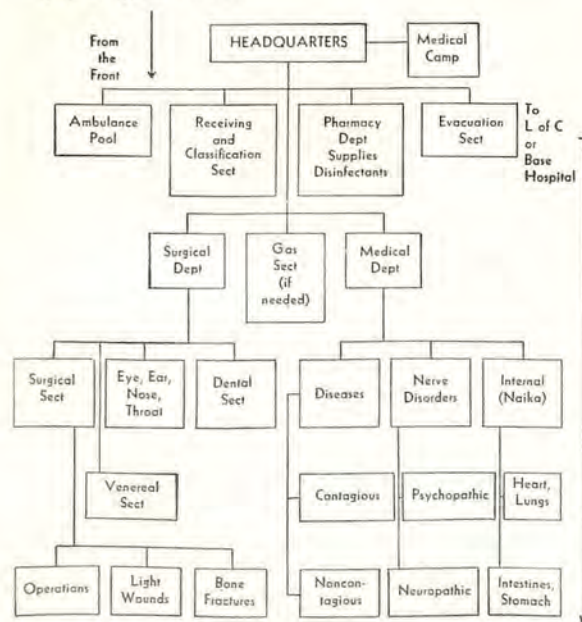 From
the
Front
HEADQUARTERS
Medical
Camp
Ambulance
Pool
Receiving
and
Classification
Sect
Pharmacy
Dept
Supplies
Disinfectants
Evacuation
Sect
To
L of C
or
Base
Hospital
Surgical
Dept
Gas
Sect
(if
needed)
Medical
Dept
Surgical
Sect
Eye, Ear,
Nose,
Throat
Dental
Sect
Diseases
Nerve
Disorders
Internal
(Naika)
Venereal
Sect
Contagious
Psychopathic
Heart,
Lungs
Operations
Light
Wounds
Bone
Fractures
Noncon-
tagious
Neuropathic
Intestines,
Stomach